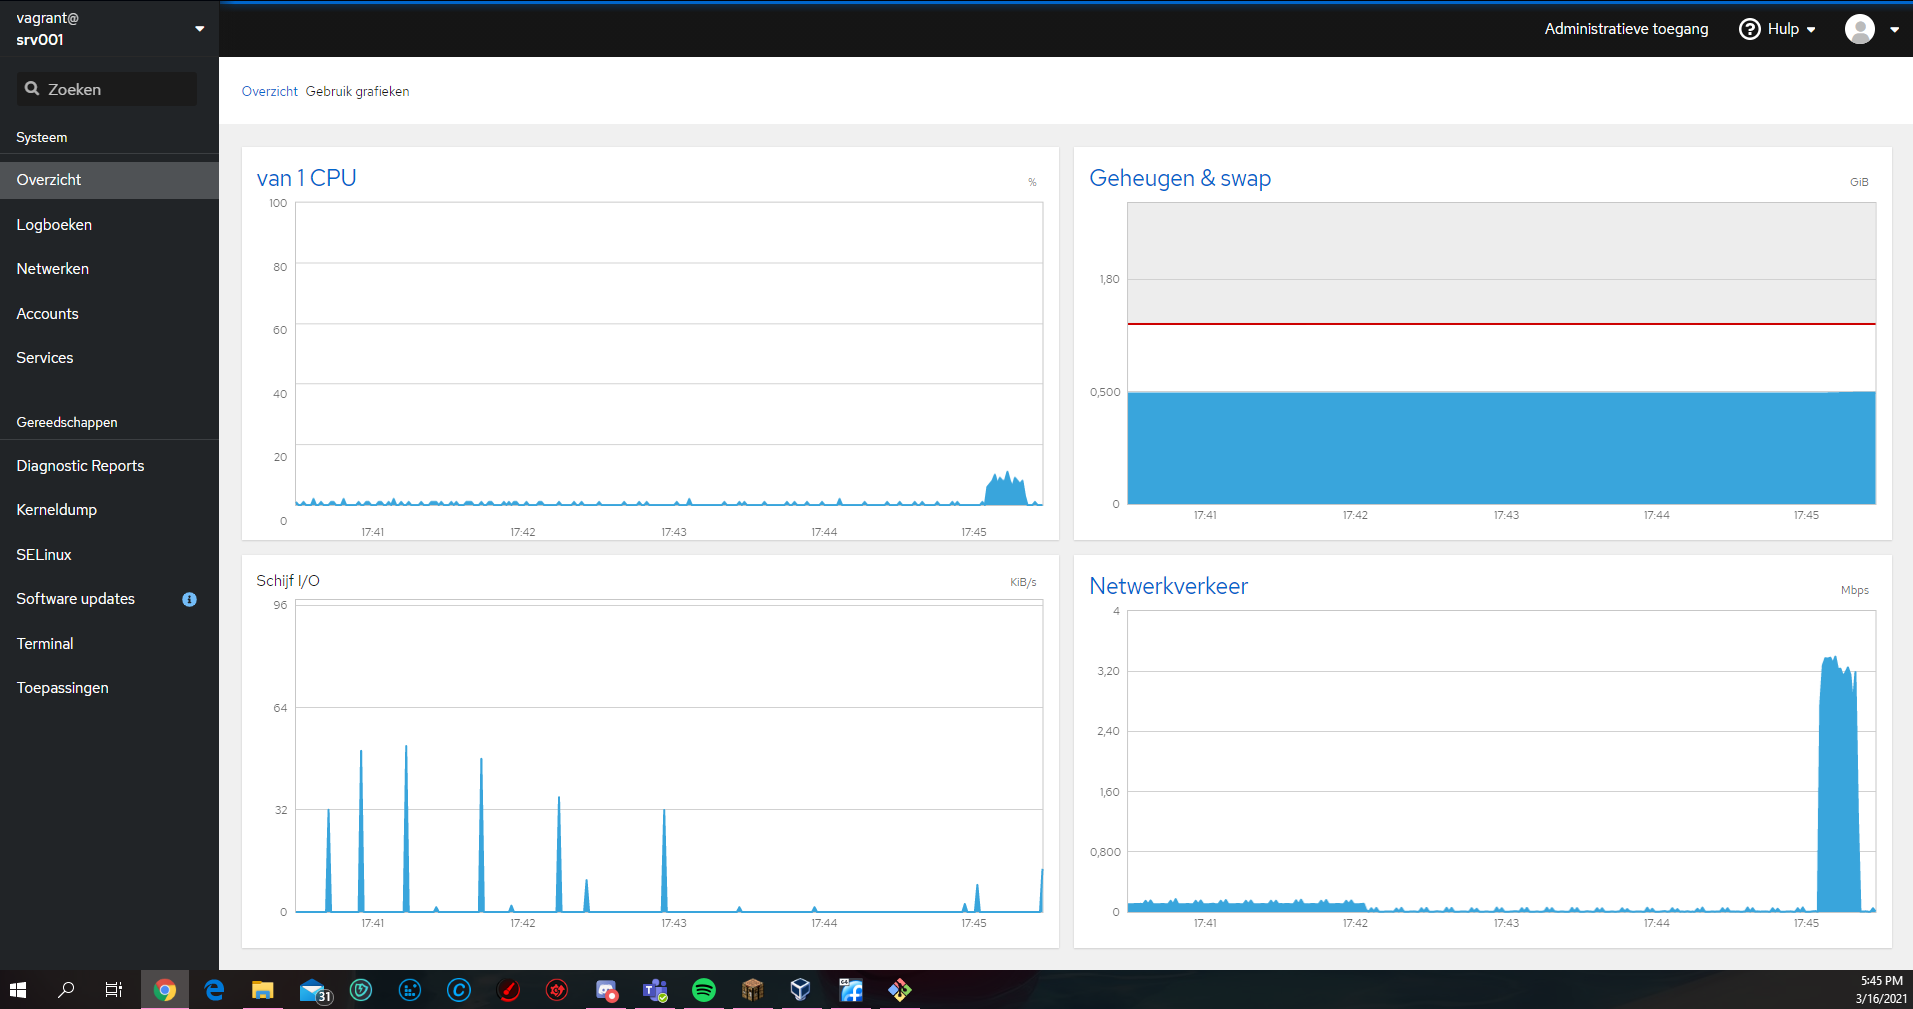 vagrant@
srv001
Administratieve toegang
Hulp
Zoeken
Systeem
Overzicht
Logboeken
Netwerken
Accounts
Services
Gereedschappen
Diagnostic Reports
Kerneldump
SELinux
Software updates
Terminal
Toepassingen
Overzicht Gebruik grafieken
van 1 CPU
%
100
80
60
40
20
0
17:41 17:42 17:43 17:44 17:45
Geheugen & swap
GiB
1,80
0,500
0
17:41 17:42 17:43 17:44 17:45
Schijf I/O
KiB/s
96
64
32
0
17:41 17:42 17:43 17:44 17:45
Netwerkverkeer
Mbps
4
3,20
2,40
1,60
0,800
0
17:41 17:42 17:43 17:44 17:45
31
5:45 PM
3/16/2021